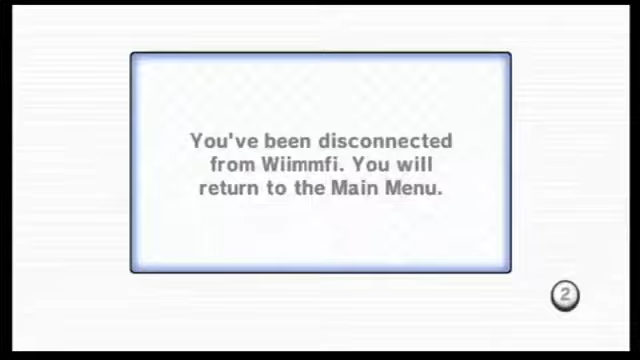 You've been disconnected
from Wiimmfi. You will
return to the Main Menu.
2